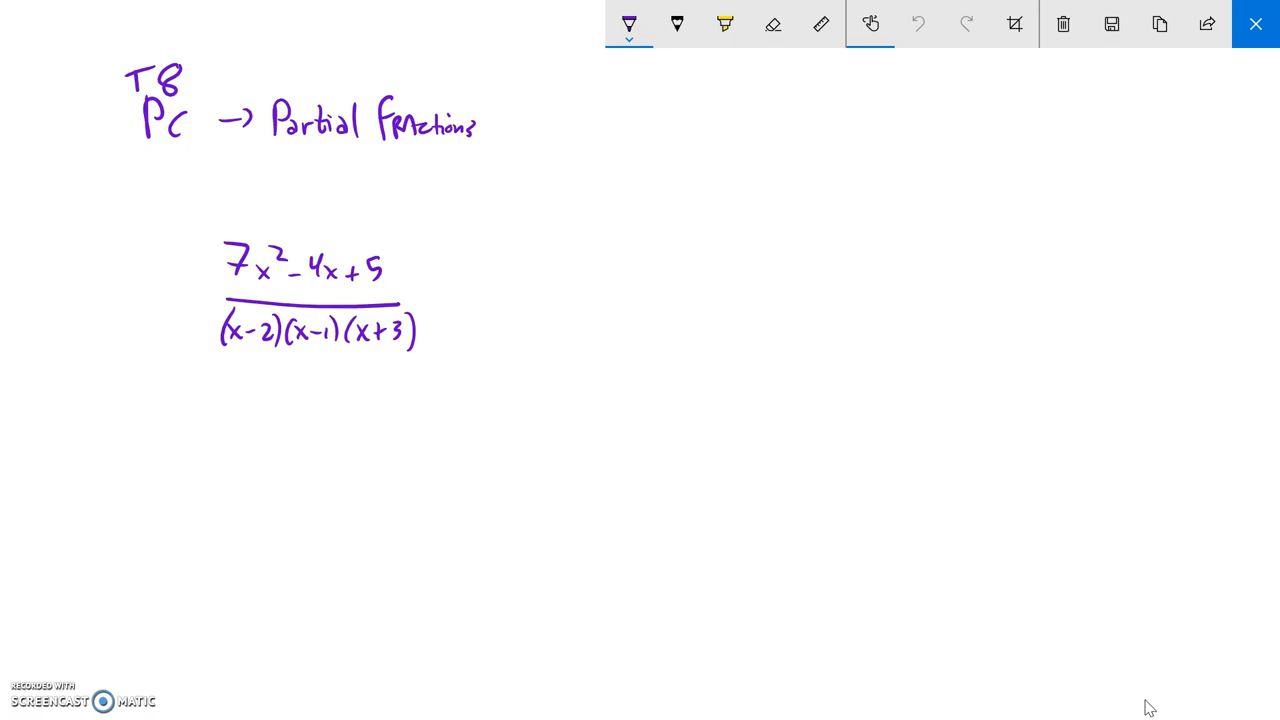 T8
PC → Partial Fractions
7x² - 4x + 5
(x-2)(x-1)(x+3)
RECORDED WITH
SCREENCAST MATIC